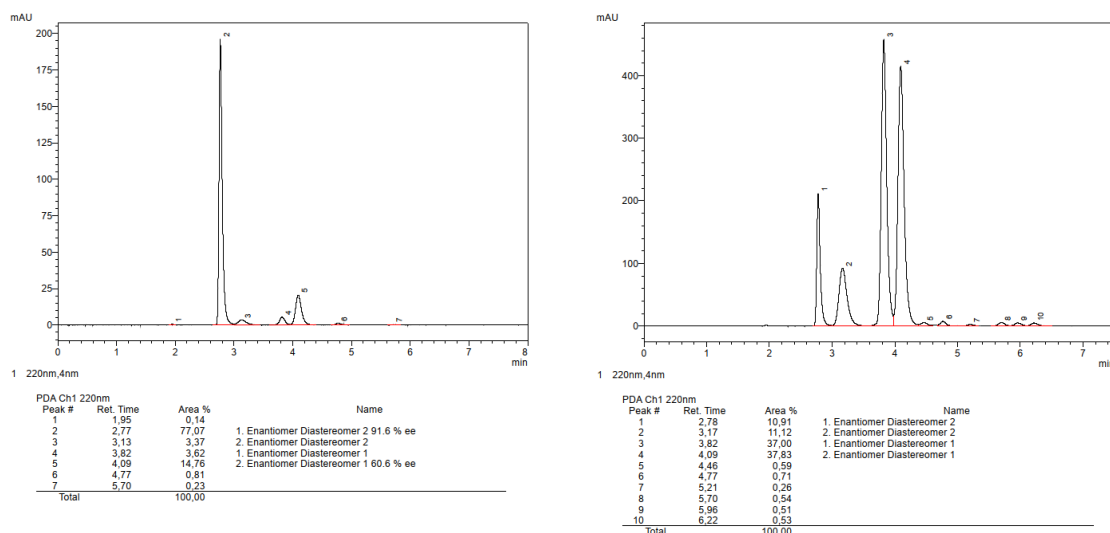 mAU
200
175
150
125
100
75
50
25
0
1
2
3
4
5
6
7
0 1 2 3 4 5 6 7 8
min
1 220nm,4nm
PDA Ch1 220nm
Peak # Ret. Time Area % Name
1 1,95 0,14
2 2,77 77,07 1. Enantiomer Diastereomer 2 91.6 % ee
3 3,13 3,37 2. Enantiomer Diastereomer 2
4 3,82 3,62 1. Enantiomer Diastereomer 1
5 4,09 14,76 2. Enantiomer Diastereomer 1 60.6 % ee
6 4,77 0,81
7 5,70 0,23
Total 100,00
mAU
400
300
200
100
0
1
2
3
4
5
6
7
8
9
10
0 1 2 3 4 5 6 7
min
1 220nm,4nm
PDA Ch1 220nm
Peak # Ret. Time Area % Name
1 2,78 10,91 1. Enantiomer Diastereomer 2
2 3,17 11,12 2. Enantiomer Diastereomer 2
3 3,82 37,00 1. Enantiomer Diastereomer 1
4 4,09 37,83 2. Enantiomer Diastereomer 1
5 4,46 0,59
6 4,77 0,71
7 5,21 0,26
8 5,70 0,54
9 5,96 0,51
10 6,22 0,53
Total 100,00